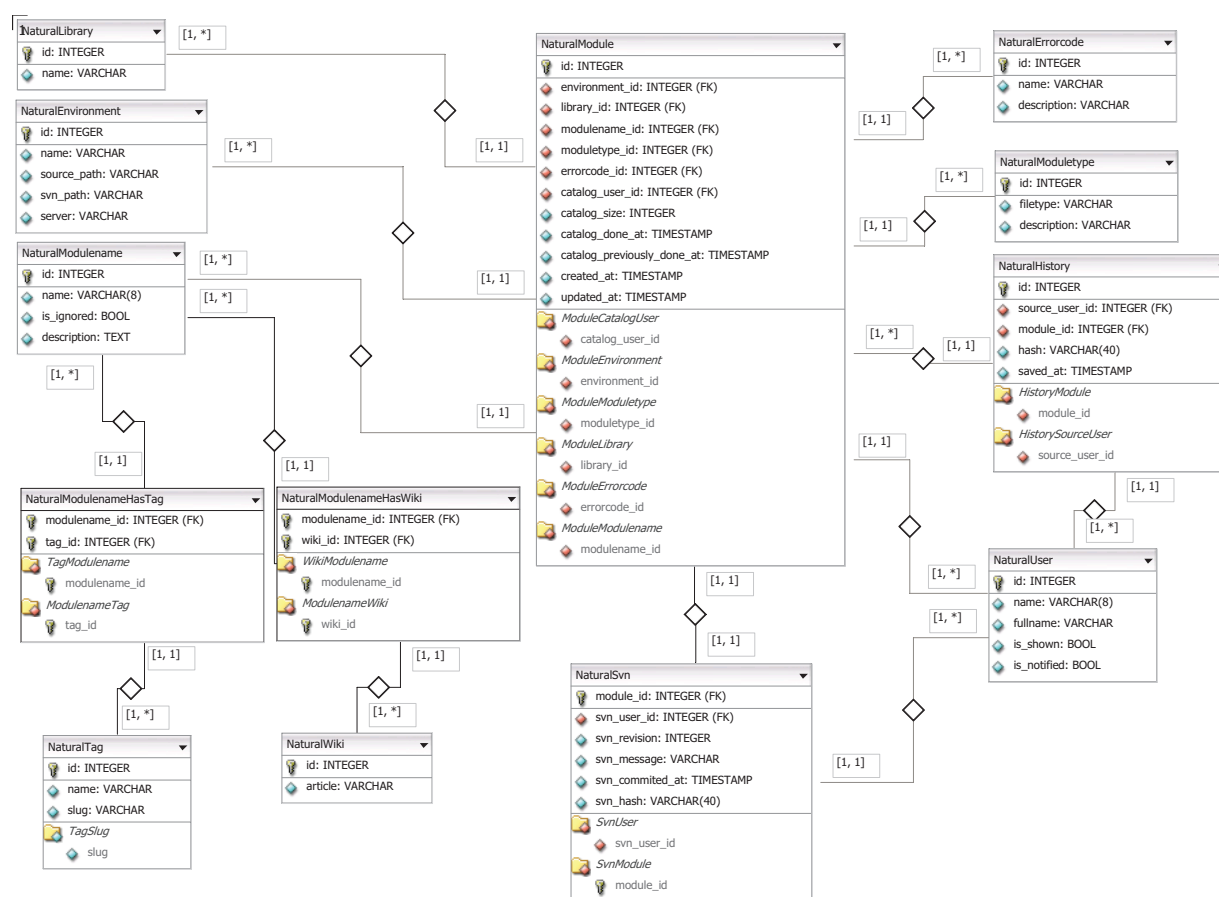 1
NaturalLibrary
id: INTEGER
name: VARCHAR
[1, *]
NaturalEnvironment
id: INTEGER
name: VARCHAR
source_path: VARCHAR
svn_path: VARCHAR
server: VARCHAR
[1, *]
[1, 1]
NaturalModulename
id: INTEGER
name: VARCHAR(8)
is_ignored: BOOL
description: TEXT
[1, *]
[1, *]
[1, 1]
[1, *]
[1, 1]
[1, 1]
[1, 1]
NaturalModulenameHasTag
modulename_id: INTEGER (FK)
tag_id: INTEGER (FK)
TagModulename
modulename_id
ModulenameTag
tag_id
[1, 1]
[1, *]
NaturalModulenameHasWiki
modulename_id: INTEGER (FK)
wiki_id: INTEGER (FK)
WikiModulename
modulename_id
ModulenameWiki
wiki_id
[1, 1]
[1, *]
NaturalTag
id: INTEGER
name: VARCHAR
slug: VARCHAR
TagSlug
slug
NaturalWiki
id: INTEGER
article: VARCHAR
NaturalModule
id: INTEGER
environment_id: INTEGER (FK)
library_id: INTEGER (FK)
modulename_id: INTEGER (FK)
moduletype_id: INTEGER (FK)
errorcode_id: INTEGER (FK)
catalog_user_id: INTEGER (FK)
catalog_size: INTEGER
catalog_done_at: TIMESTAMP
catalog_previously_done_at: TIMESTAMP
created_at: TIMESTAMP
updated_at: TIMESTAMP
ModuleCatalogUser
catalog_user_id
ModuleEnvironment
environment_id
ModuleModuletype
moduletype_id
ModuleLibrary
library_id
ModuleErrorcode
errorcode_id
ModuleModulename
modulename_id
[1, 1]
[1, 1]
NaturalSvn
module_id: INTEGER (FK)
svn_user_id: INTEGER (FK)
svn_revision: INTEGER
svn_message: VARCHAR
svn_commited_at: TIMESTAMP
svn_hash: VARCHAR(40)
SvnUser
svn_user_id
SvnModule
module_id
[1, *]
[1, 1]
NaturalErrorcode
id: INTEGER
name: VARCHAR
description: VARCHAR
[1, *]
[1, 1]
NaturalModuletype
id: INTEGER
filetype: VARCHAR
description: VARCHAR
[1, *]
[1, 1]
NaturalHistory
id: INTEGER
source_user_id: INTEGER (FK)
module_id: INTEGER (FK)
hash: VARCHAR(40)
saved_at: TIMESTAMP
HistoryModule
module_id
HistorySourceUser
source_user_id
[1, 1]
[1, 1]
[1, *]
[1, *]
[1, *]
[1, 1]
NaturalUser
id: INTEGER
name: VARCHAR(8)
fullname: VARCHAR
is_shown: BOOL
is_notified: BOOL